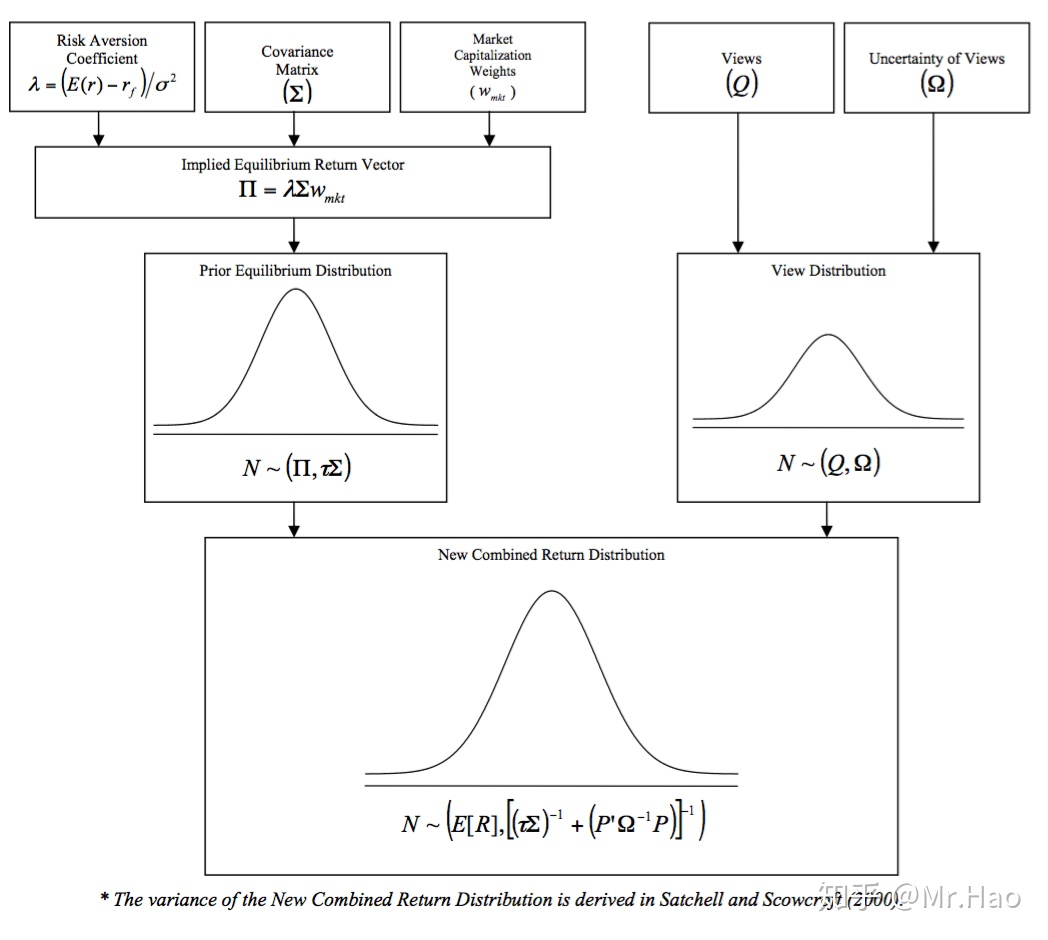 Risk Aversion
Coefficient
λ = (E(r) − r_f)/σ²
Covariance
Matrix
(Σ)
Market
Capitalization
Weights
(w_mkt)
Views
(Q)
Uncertainty of Views
(Ω)
Implied Equilibrium Return Vector
Π = λΣw_mkt
Prior Equilibrium Distribution
N ~ (Π, τΣ)
View Distribution
N ~ (Q, Ω)
New Combined Return Distribution
N ~ (E[R], [(τΣ)⁻¹ + (P'Ω⁻¹P)]⁻¹)
* The variance of the New Combined Return Distribution is derived in Satchell and Scowcroft (2000).
知乎 @Mr.Hao